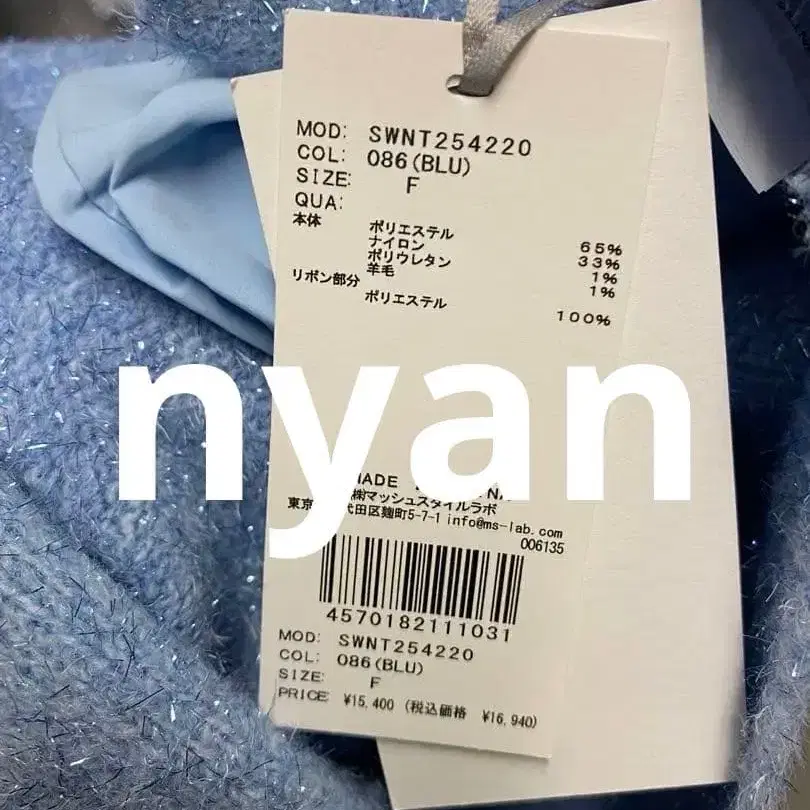 MOD: SWNT254220
COL: 086(BLU)
SIZE: F
QUA:
本体 ポリエステル 65%
ナイロン 33%
ポリウレタン 1%
羊毛 1%
リボン部分
ポリエステル 100%
nyan
㈱マッシュスタイルラボ
田区麹町5-7-1 info@ms-lab.com
006135
4570182111031
MOD: SWNT254220
COL: 086(BLU)
SIZE: F
PRICE: ¥15,400 (税込価格 ¥16,940)